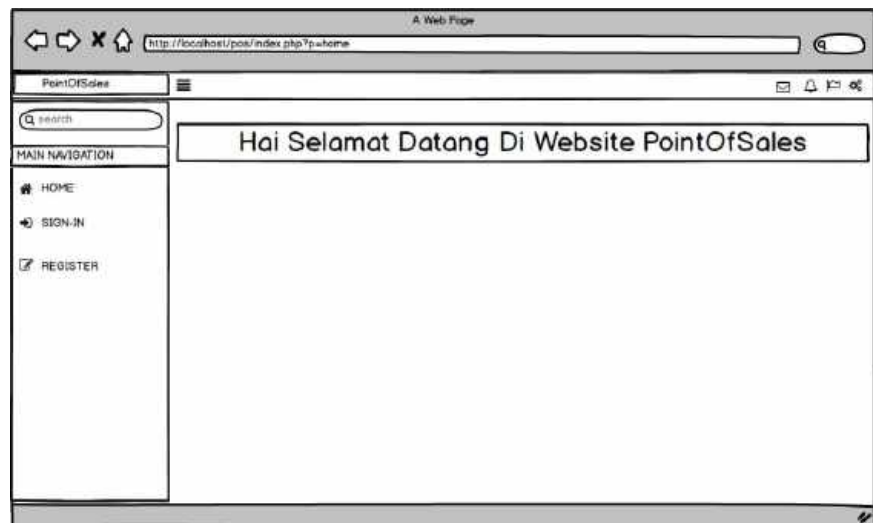 A Web Page
http://localhost/pos/index.php?p=home
PointOfSales
search
MAIN NAVIGATION
HOME
SIGN-IN
REGISTER
Hai Selamat Datang Di Website PointOfSales